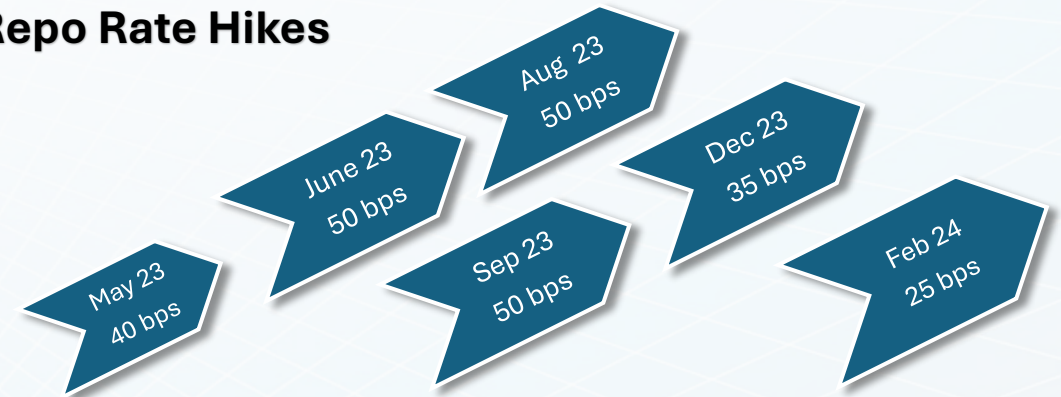 Repo Rate Hikes
May 23
40 bps
June 23
50 bps
Aug 23
50 bps
Sep 23
50 bps
Dec 23
35 bps
Feb 24
25 bps